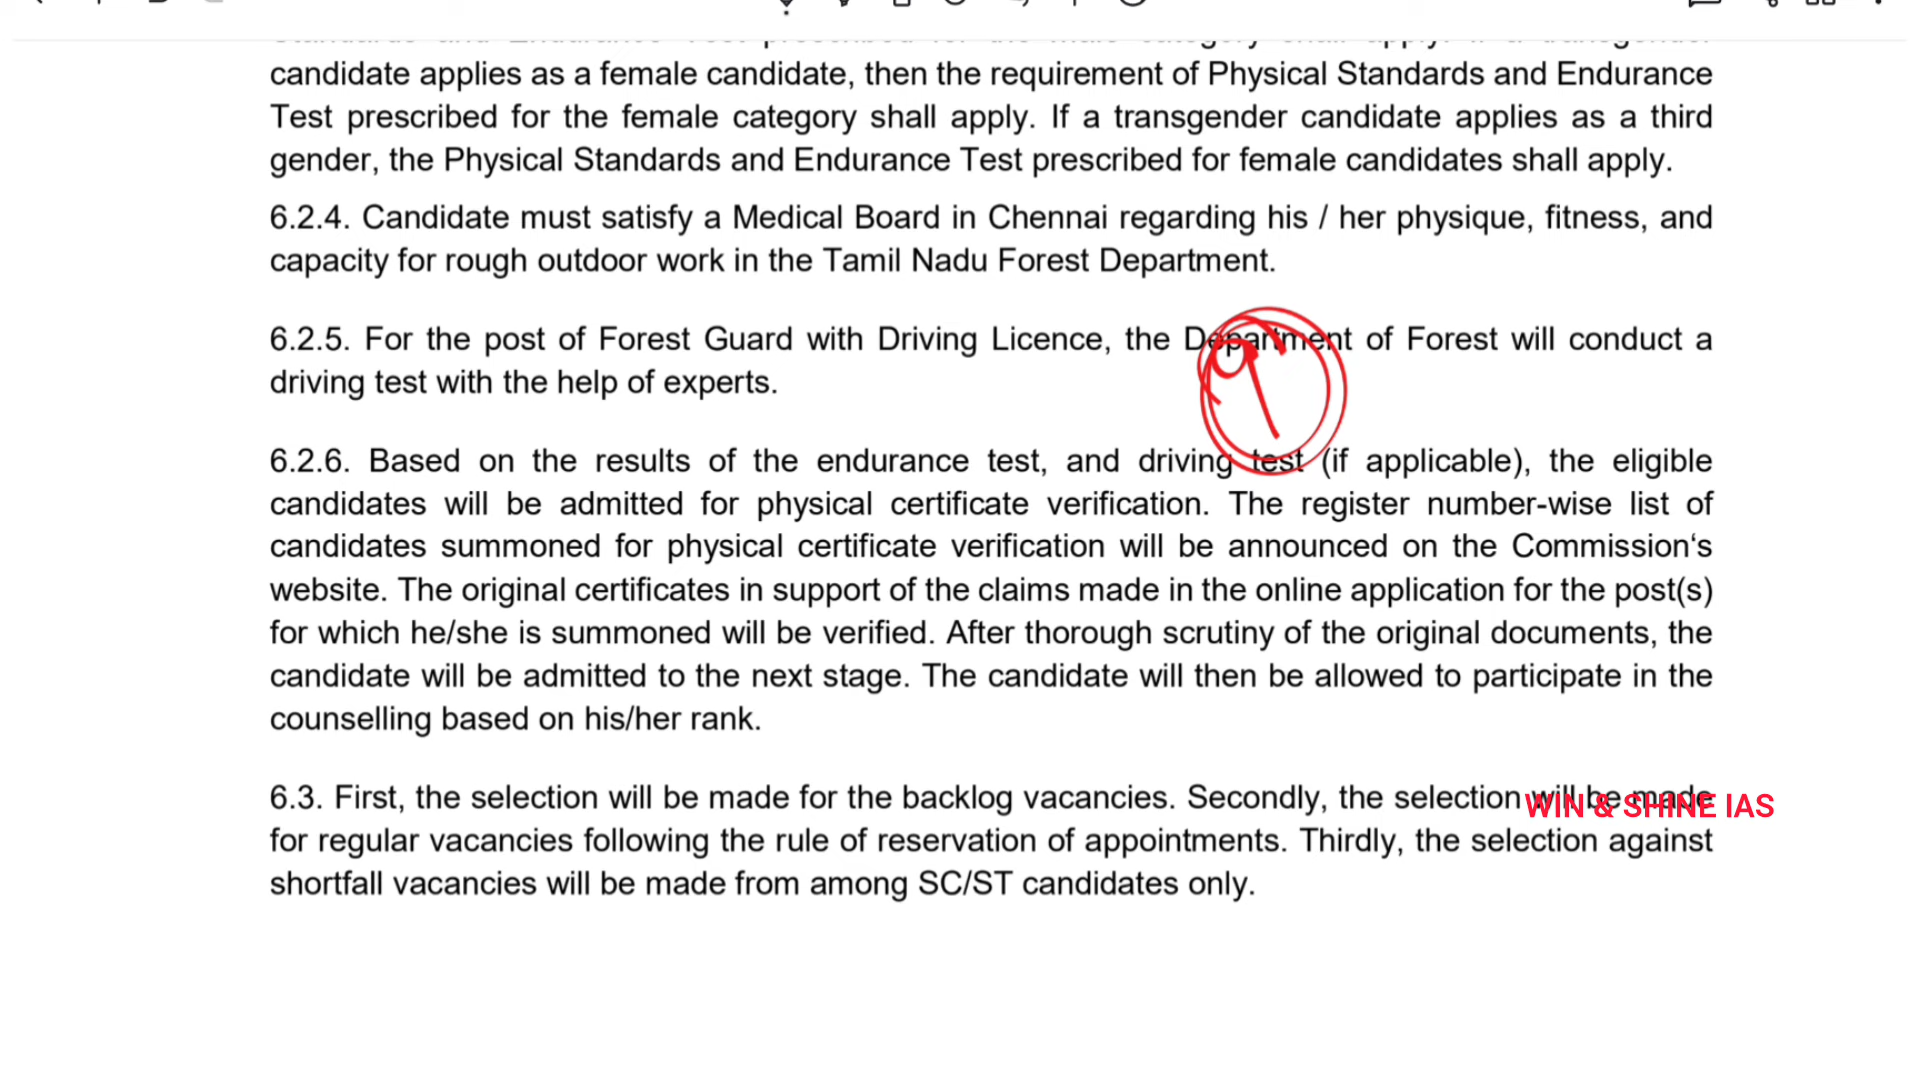 candidate applies as a female candidate, then the requirement of Physical Standards and Endurance
Test prescribed for the female category shall apply. If a transgender candidate applies as a third
gender, the Physical Standards and Endurance Test prescribed for female candidates shall apply.
6.2.4. Candidate must satisfy a Medical Board in Chennai regarding his / her physique, fitness, and
capacity for rough outdoor work in the Tamil Nadu Forest Department.
6.2.5. For the post of Forest Guard with Driving Licence, the Department of Forest will conduct a
driving test with the help of experts.
6.2.6. Based on the results of the endurance test, and driving test (if applicable), the eligible
candidates will be admitted for physical certificate verification. The register number-wise list of
candidates summoned for physical certificate verification will be announced on the Commission‘s
website. The original certificates in support of the claims made in the online application for the post(s)
for which he/she is summoned will be verified. After thorough scrutiny of the original documents, the
candidate will be admitted to the next stage. The candidate will then be allowed to participate in the
counselling based on his/her rank.
6.3. First, the selection will be made for the backlog vacancies. Secondly, the selection will be made
WIN & SHINE IAS
for regular vacancies following the rule of reservation of appointments. Thirdly, the selection against
shortfall vacancies will be made from among SC/ST candidates only.